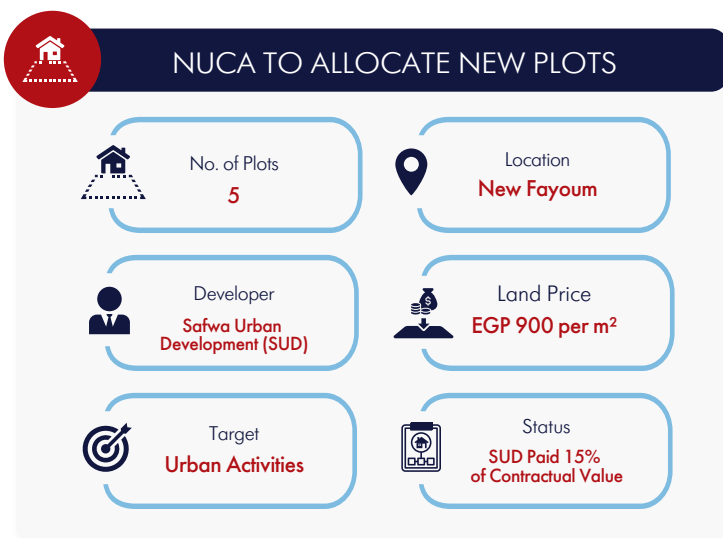 NUCA TO ALLOCATE NEW PLOTS
No. of Plots
5
Location
New Fayoum
Developer
Safwa Urban
Development (SUD)
Land Price
EGP 900 per m²
Target
Urban Activities
Status
SUD Paid 15%
of Contractual Value